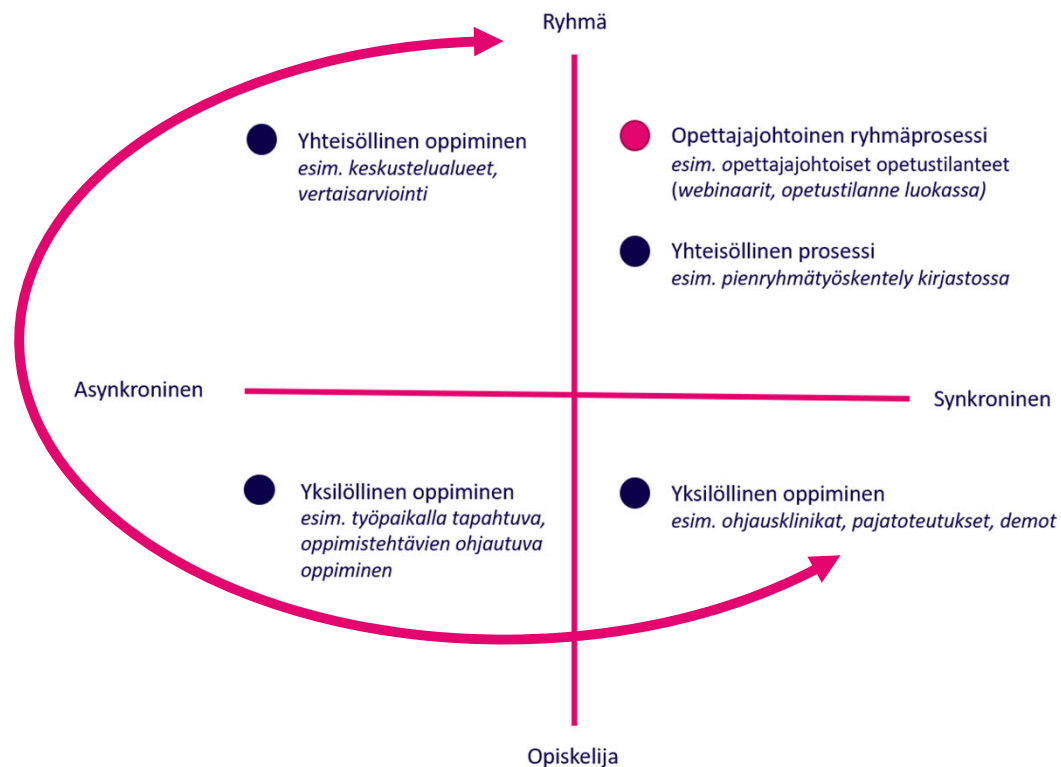 Ryhmä
Yhteisöllinen oppiminen
esim. keskustelualueet,
vertaisarviointi
Opettajajohtoinen ryhmäprosessi
esim. opettajajohtoiset opetustilanteet
(webinaarit, opetustilanne luokassa)
Yhteisöllinen prosessi
esim. pienryhmätyöskentely kirjastossa
Asynkroninen
Synkroninen
Yksilöllinen oppiminen
esim. työpaikalla tapahtuva,
oppimistehtävien ohjautuva
oppiminen
Yksilöllinen oppiminen
esim. ohjausklinikat, pajatoteutukset, demot
Opiskelija